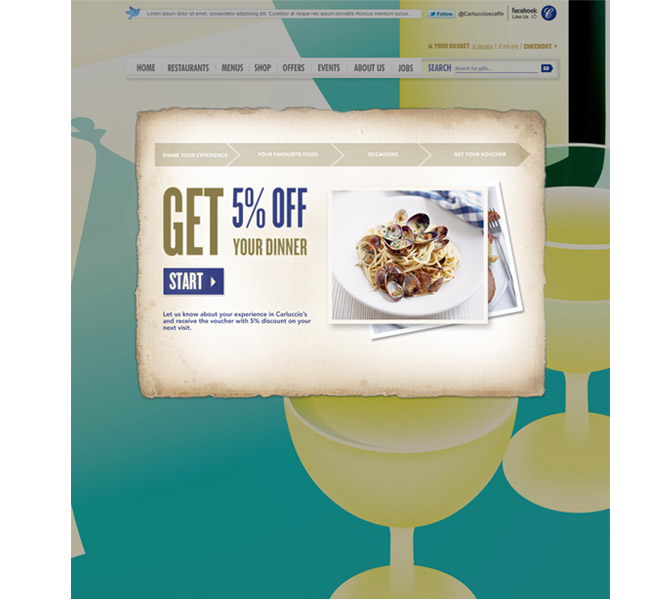 Lorem ipsum dolor sit amet, consectetur adipiscing elit. Curabitur at neque nec ipsum convallis rhoncus interdum luctus...
Follow @Carlucciosscaffe
facebook
Like Us
YOUR BASKET
CHECKOUT
HOME RESTAURANTS MENUS SHOP OFFERS EVENTS ABOUT US JOBS SEARCH Search for gifts... GO
SHARE YOUR EXPERIENCE YOUR FAVOURITE FOOD OCCASIONS GET YOUR VOUCHER
GET 5% OFF
YOUR DINNER
START
Let us know about your experience in Carluccio's
and receive the voucher with 5% discount on your
next visit.